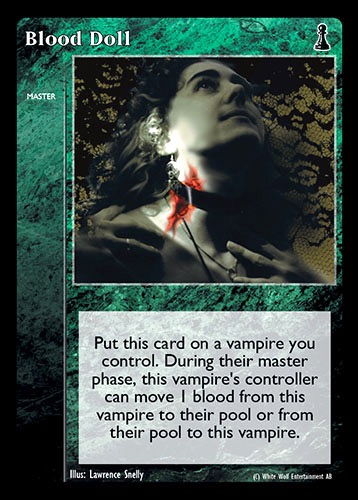 Blood Doll
MASTER
Put this card on a vampire you
control. During their master
phase, this vampire's controller
can move 1 blood from this
vampire to their pool or from
their pool to this vampire.
Illus: Lawrence Snelly
(C) White Wolf Entertainment AB